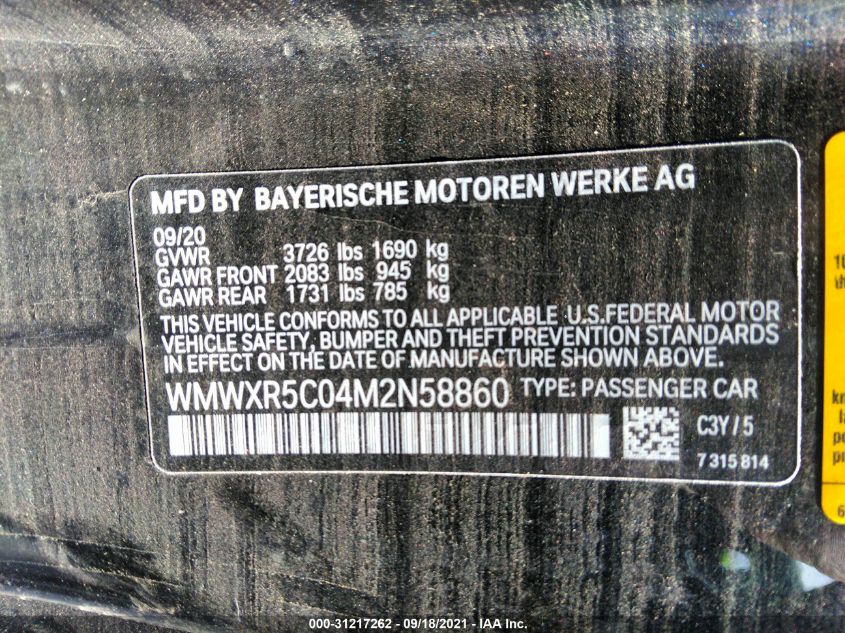 MFD BY BAYERISCHE MOTOREN WERKE AG
09/20
GVWR 3726 lbs 1690 kg
GAWR FRONT 2083 lbs 945 kg
GAWR REAR 1731 lbs 785 kg
THIS VEHICLE CONFORMS TO ALL APPLICABLE U.S.FEDERAL MOTOR
VEHICLE SAFETY, BUMPER AND THEFT PREVENTION STANDARDS
IN EFFECT ON THE DATE OF MANUFACTURE SHOWN ABOVE.
WMWXR5C04M2N58860 TYPE: PASSENGER CAR
C3Y / 5
7 315 814
000-31217262 - 09/18/2021 - IAA Inc.